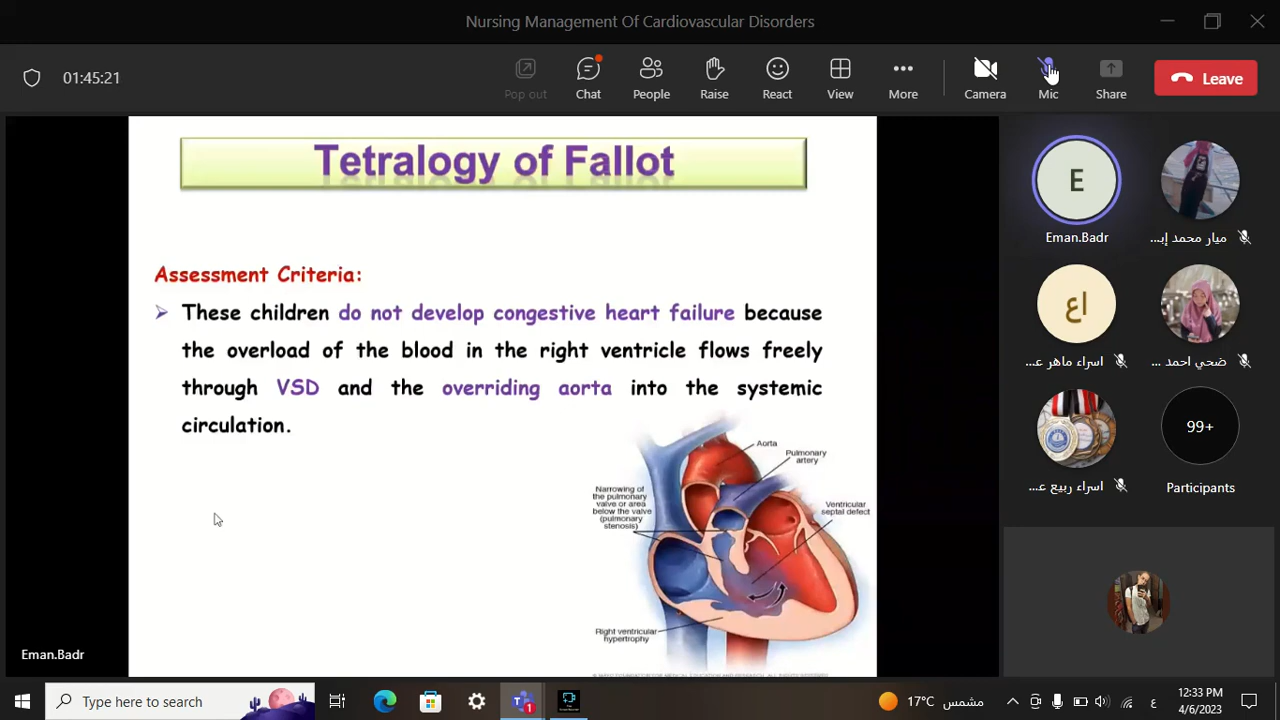 Nursing Management Of Cardiovascular Disorders
01:45:21
Pop out
Chat
People
Raise
React
View
More
Camera
Mic
Share
Leave
Tetralogy of Fallot
Assessment Criteria:
These children do not develop congestive heart failure because
the overload of the blood in the right ventricle flows freely
through VSD and the overriding aorta into the systemic
circulation.
Aorta
Pulmonary
artery
Narrowing of
the pulmonary
valve or area
below the valve
(pulmonary
stenosis)
Ventricular
septal defect
Right ventricular
hypertrophy
Eman.Badr
E
Eman.Badr
ميار محمد إب...
اع
اسراء ماهر ع...
ضحي احمد ...
اسراء ربيع ع...
99+
Participants
Type here to search
1
17°C مشمس
ع
12:33 PM
4/6/2023